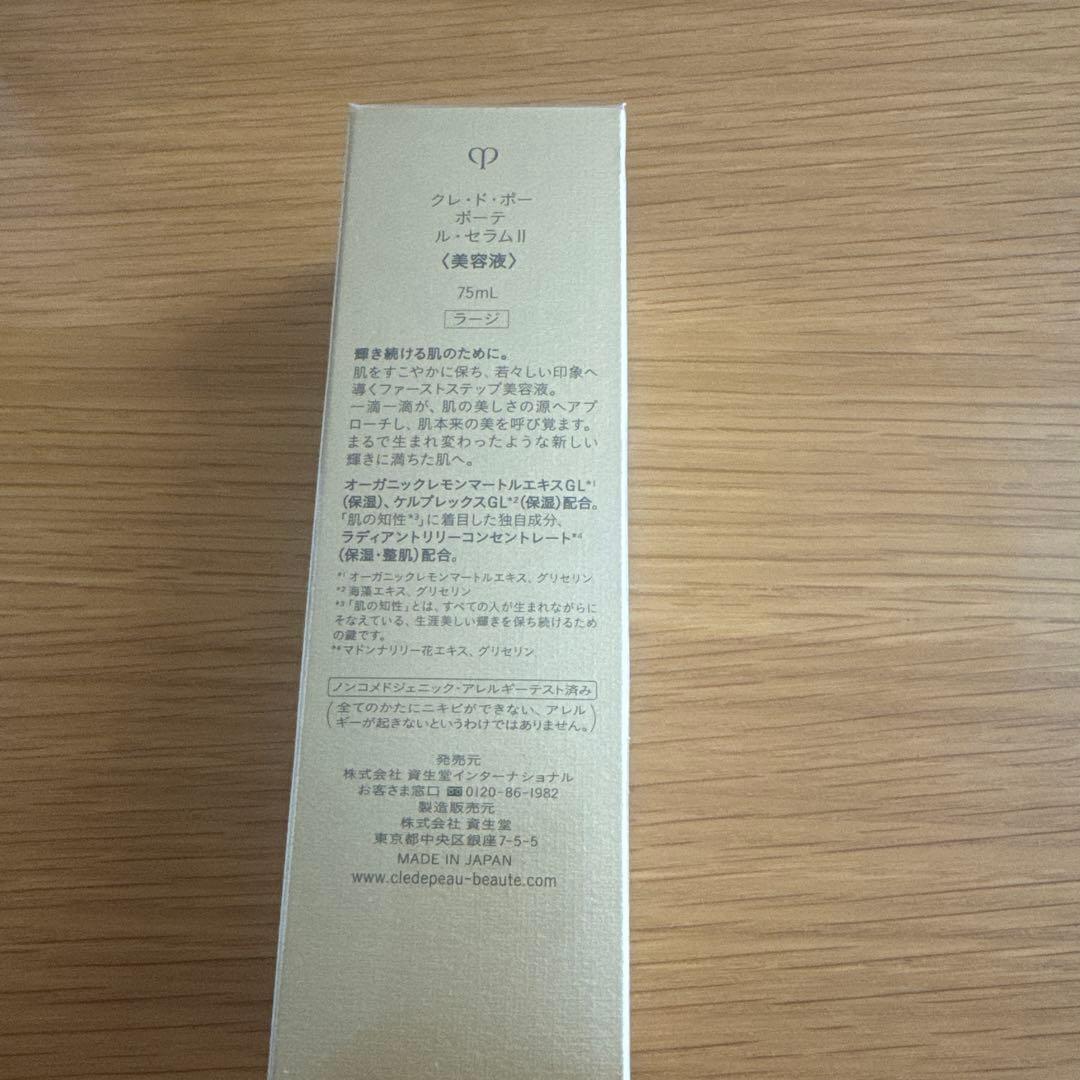 クレ・ド・ポー
ボーテ
ル・セラムII
〈美容液〉
75mL
ラージ
輝き続ける肌のために。
肌をすこやかに保ち、若々しい印象へ
導くファーストステップ美容液。
一滴一滴が、肌の美しさの源へアプ
ローチし、肌本来の美を呼び覚ます。
まるで生まれ変わったような新しい
輝きに満ちた肌へ。
オーガニックレモンマートルエキスGL*1
(保湿)、ケルプレックスGL*2(保湿)配合。
「肌の知性*3」に着目した独自成分、
ラディアントリリーコンセントレート*4
(保湿・整肌)配合。
*1 オーガニックレモンマートルエキス、グリセリン
*2 海藻エキス、グリセリン
*3「肌の知性」とは、すべての人が生まれながらに
そなえている、生涯美しい輝きを保ち続けるため
の鍵です。
*4 マドンナリリー花エキス、グリセリン
ノンコメドジェニック・アレルギーテスト済み
(全てのかたにニキビができない、アレル
ギーが起きないというわけではありません。)
発売元
株式会社 資生堂インターナショナル
お客さま窓口 0120-86-1982
製造販売元
株式会社 資生堂
東京都中央区銀座7-5-5
MADE IN JAPAN
www.cledepeau-beaute.com